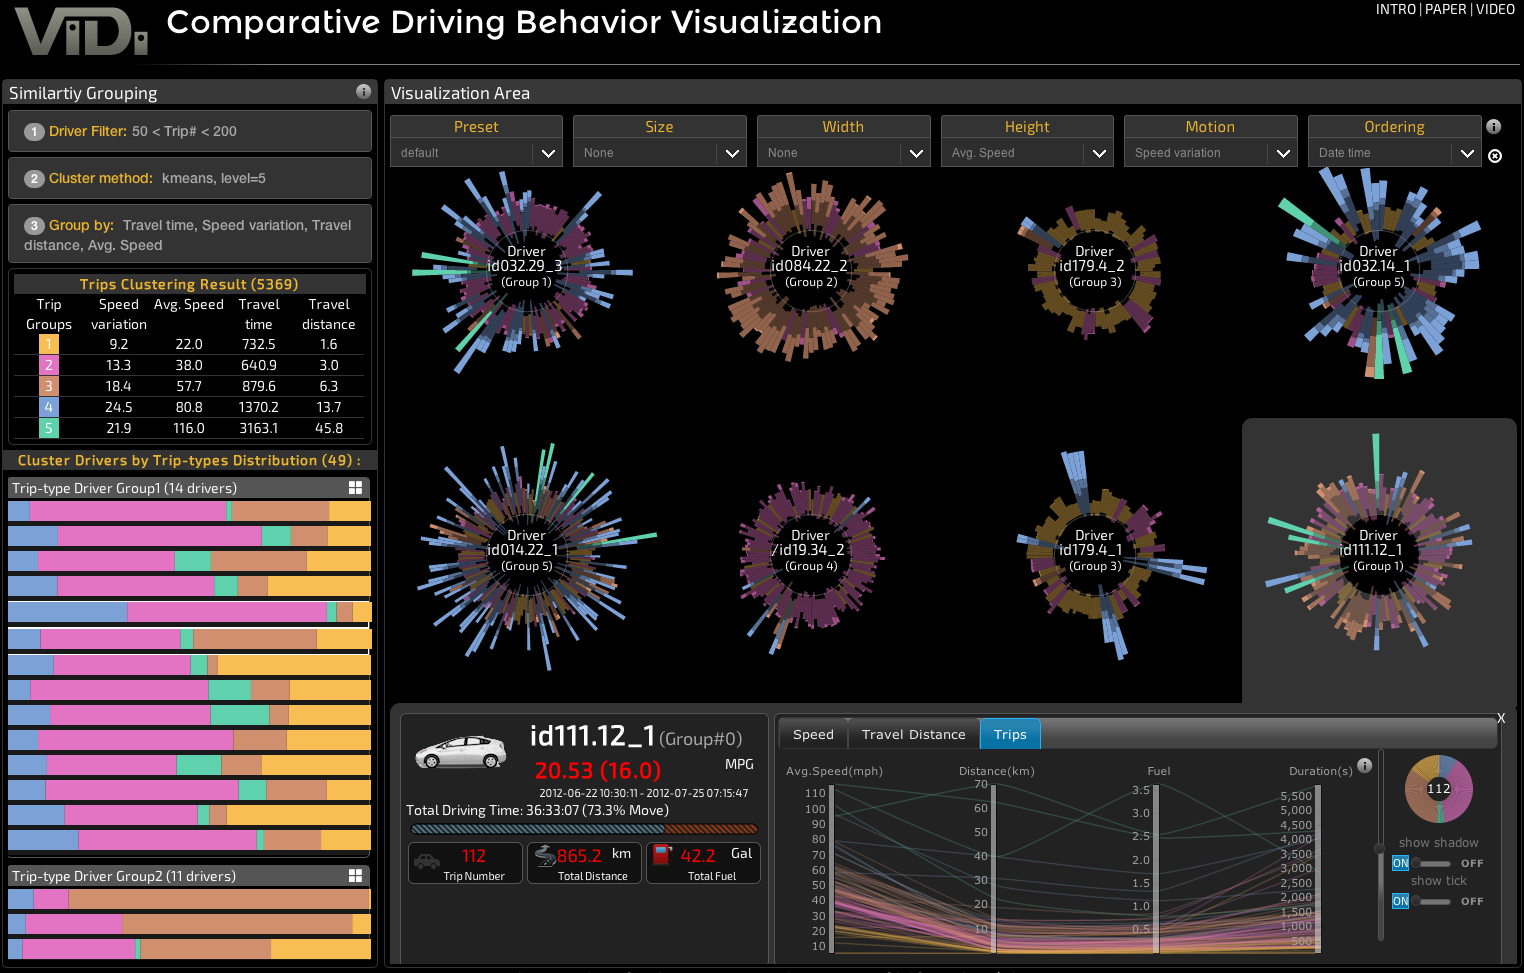 ViDi
Comparative Driving Behavior Visualization
INTRO | PAPER | VIDEO
Similartiy Grouping
1 Driver Filter: 50 < Trip# < 200
2 Cluster method: kmeans, level=5
3 Group by: Travel time, Speed variation, Travel
distance, Avg. Speed
Trips Clustering Result (5369)
Trip Groups Speed variation Avg. Speed Travel time Travel distance
1 9.2 22.0 732.5 1.6
2 13.3 38.0 640.9 3.0
3 18.4 57.7 879.6 6.3
4 24.5 80.8 1370.2 13.7
5 21.9 116.0 3163.1 45.8
Cluster Drivers by Trip-types Distribution (49) :
Trip-type Driver Group1 (14 drivers)
Trip-type Driver Group2 (11 drivers)
Visualization Area
Preset Size Width Height Motion Ordering
default None None Avg. Speed Speed variation Date time
Driver
id032.29_3
(Group 1)
Driver
id084.22_2
(Group 2)
Driver
id179.4_2
(Group 3)
Driver
id032.14_1
(Group 5)
Driver
id014.22_1
(Group 5)
Driver
/id19.34_2
(Group 4)
Driver
id179.4_1
(Group 3)
Driver
id111.12_1
(Group 1)
id111.12_1 (Group#0)
20.53 (16.0) MPG
2012-06-22 10:30:11 - 2012-07-25 07:15:47
Total Driving Time: 36:33:07 (73.3% Move)
112
Trip Number
865.2 km
Total Distance
42.2 Gal
Total Fuel
X
Speed Travel Distance Trips
Avg.Speed(mph) Distance(km) Fuel Duration(s)
110
100
90
80
70
60
50
40
30
20
10
70
60
50
40
30
20
10
3.5
3.0
2.5
2.0
1.5
1.0
0.5
5,500
5,000
4,500
4,000
3,500
3,000
2,500
2,000
1,500
1,000
500
112
show shadow
ON OFF
show tick
ON OFF